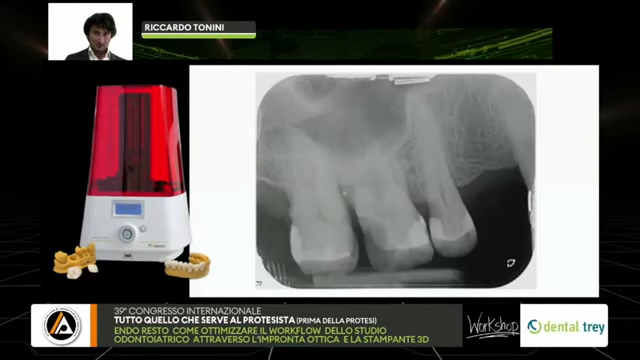 RICCARDO TONINI
39° CONGRESSO INTERNAZIONALE
TUTTO QUELLO CHE SERVE AL PROTESISTA (PRIMA DELLA PROTESI)
ENDO RESTO COME OTTIMIZZARE IL WORKFLOW DELLO STUDIO
ODONTOIATRICO ATTRAVERSO L'IMPRONTA OTTICA E LA STAMPANTE 3D
Workshop
dental trey